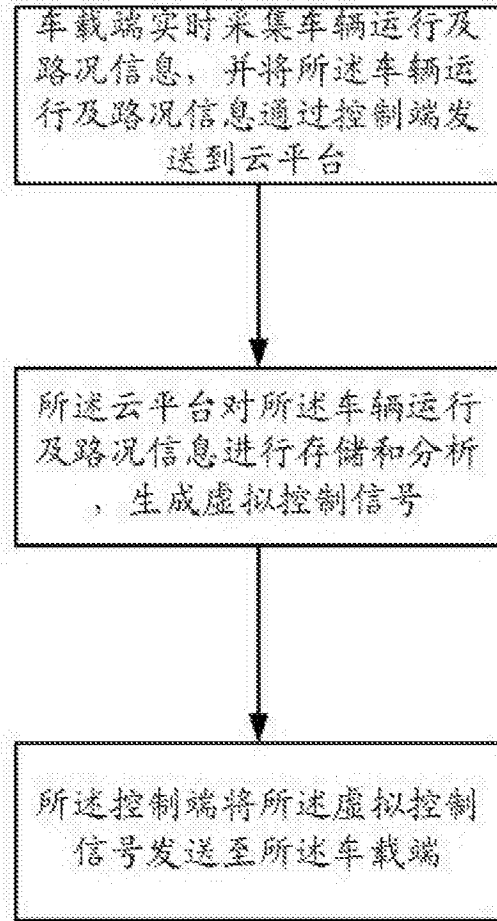 车载端实时采集车辆运行及
路况信息，并将所述车辆运
行及路况信息通过控制端发
送到云平台
所述云平台对所述车辆运行
及路况信息进行存储和分析
，生成虚拟控制信号
所述控制端将所述虚拟控制
信号发送至所述车载端